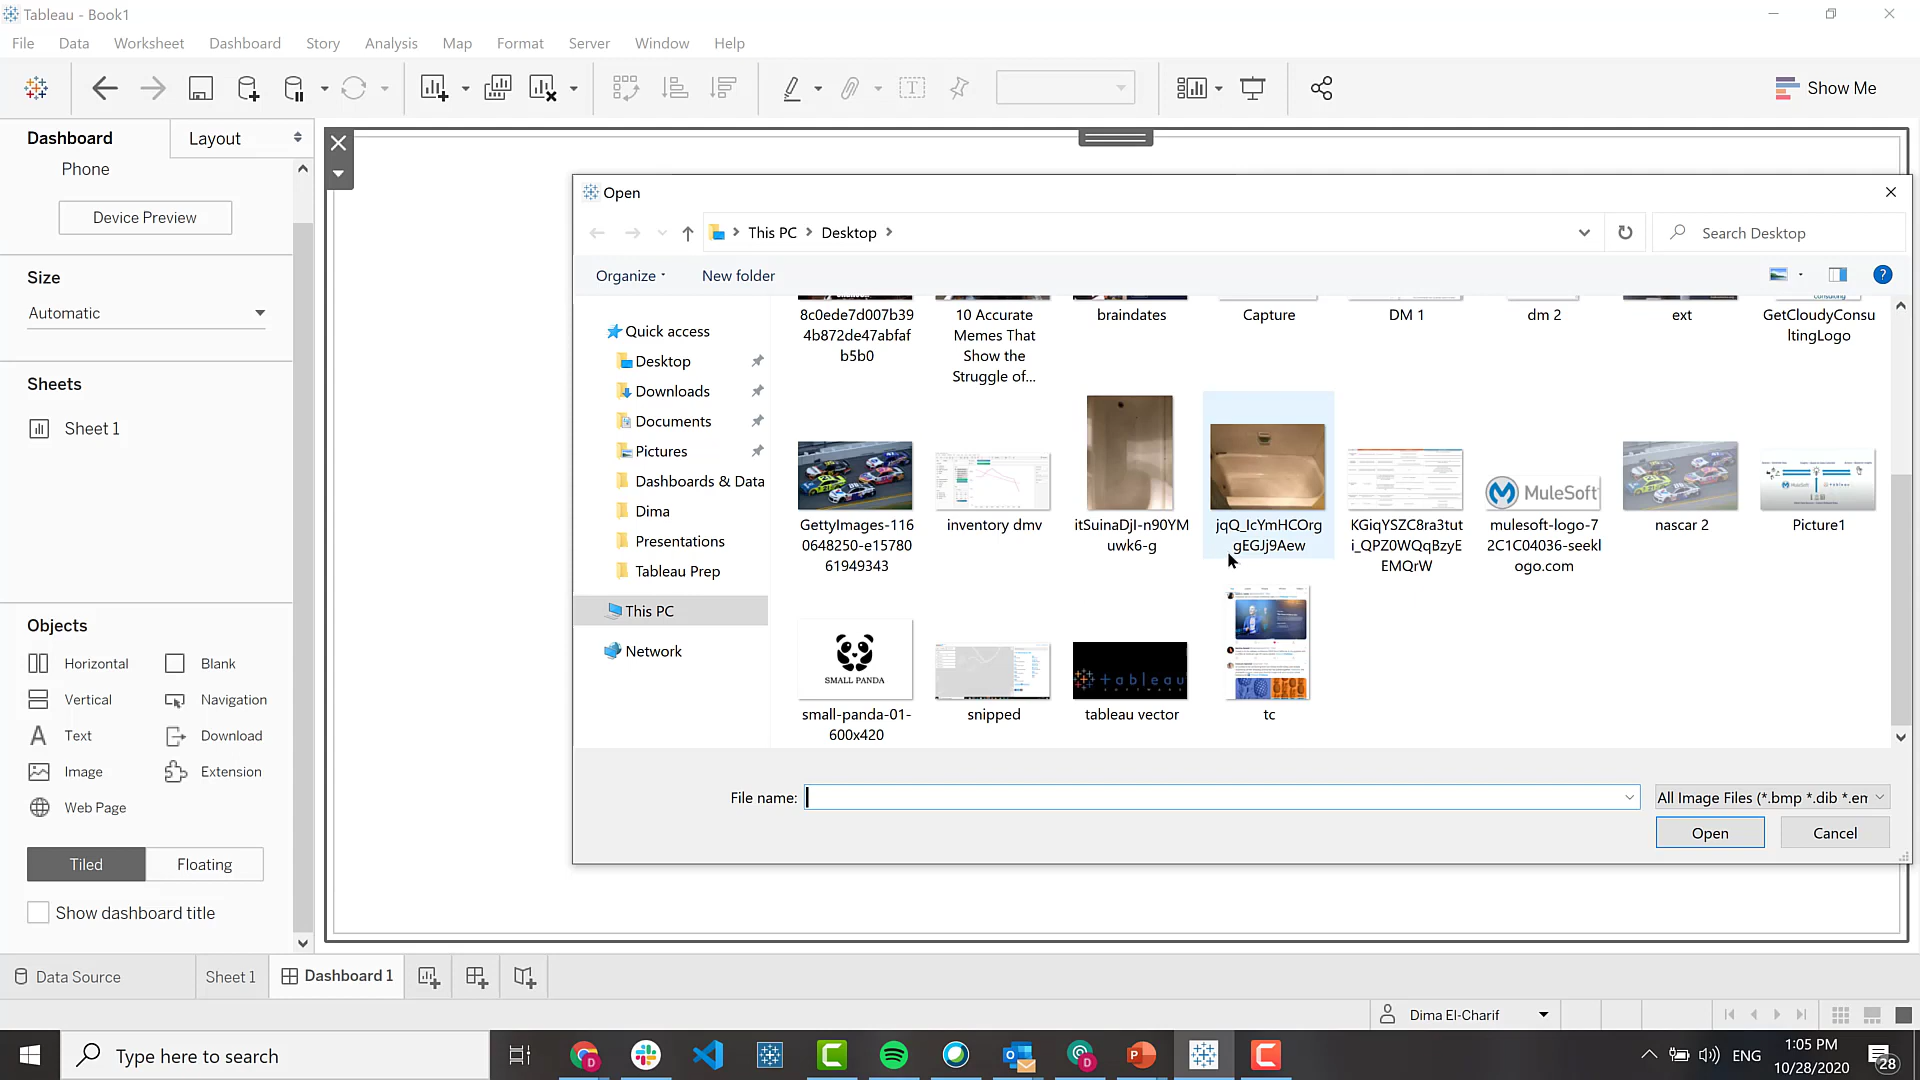 Tableau - Book1
File Data Worksheet Dashboard Story Analysis Map Format Server Window Help
Show Me
Dashboard
Layout
Phone
Device Preview
Size
Automatic
Sheets
Sheet 1
Objects
Horizontal
Blank
Vertical
Navigation
Text
Download
Image
Extension
Web Page
Tiled
Floating
Show dashboard title
Open
This PC
Desktop
Search Desktop
Organize
New folder
?
Quick access
Desktop
Downloads
Documents
Pictures
Dashboards & Data
Dima
Presentations
Tableau Prep
This PC
Network
8c0ede7d007b39
4b872de47abfaf
b5b0
10 Accurate
Memes That
Show the
Struggle of...
braindates
Capture
DM 1
dm 2
ext
GetCloudyConsu
ltingLogo
GettyImages-116
0648250-e15780
61949343
inventory dmv
itSuinaDjI-n90YM
uwk6-g
jqQ_IcYmHCOrg
gEGJj9Aew
KGiqYSZC8ra3tut
i_QPZ0WQqBzyE
EMQrW
MuleSoft
mulesoft-logo-7
2C1C04036-seekl
ogo.com
nascar 2
Picture1
SMALL PANDA
small-panda-01-
600x420
snipped
tableau
tableau vector
tc
File name:
All Image Files (*.bmp *.dib *.en
Open
Cancel
Data Source
Sheet 1
Dashboard 1
Dima El-Charif
Type here to search
ENG
1:05 PM
10/28/2020
28